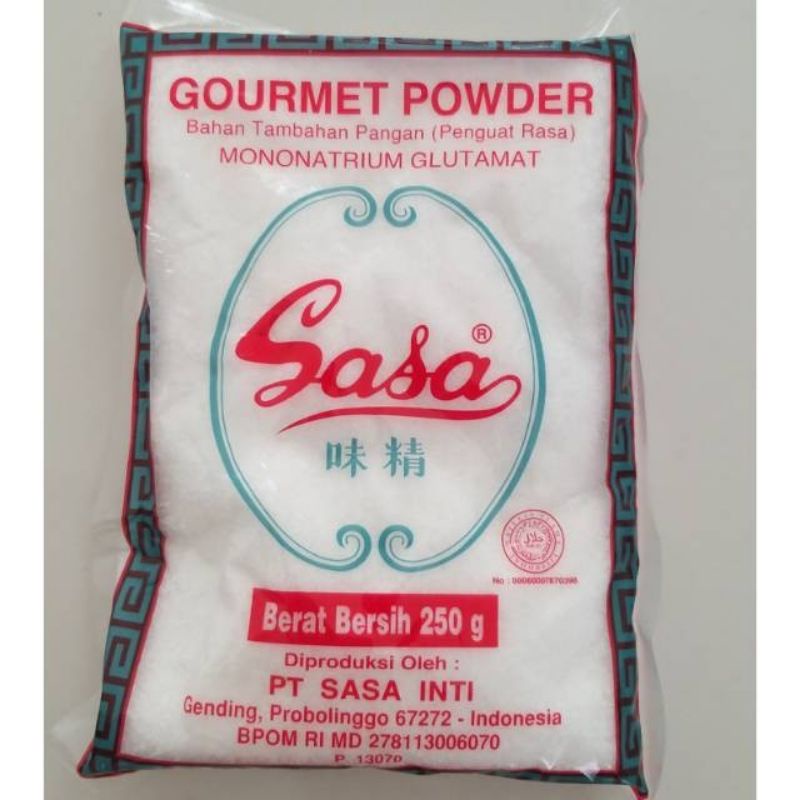 GOURMET POWDER
Bahan Tambahan Pangan (Penguat Rasa)
MONONATRIUM GLUTAMAT
Sasa®
味精
حلال
Berat Bersih 250 g
Diproduksi Oleh :
PT SASA INTI
Gending, Probolinggo 67272 - Indonesia
BPOM RI MD 278113006070